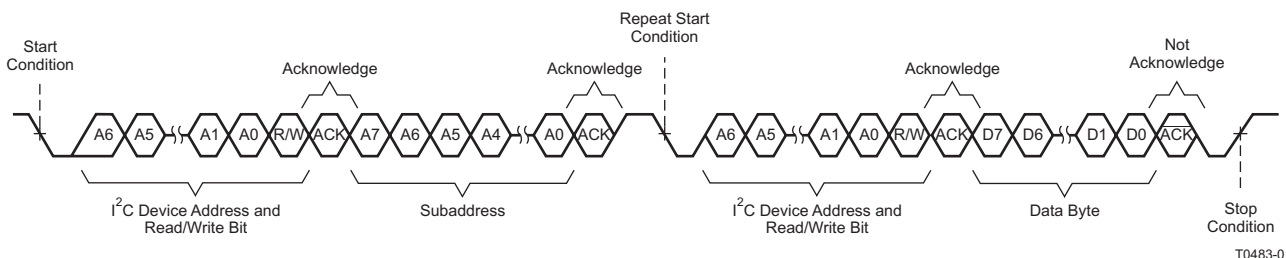 Repeat Start
Condition
Start
Condition
Not
Acknowledge
Acknowledge
Acknowledge
Acknowledge
A6 A5 A1 A0 R/W ACK A7 A6 A5 A4 A0 ACK A6 A5 A1 A0 R/W ACK D7 D6 D1 D0 A̅C̅K̅
I²C Device Address and
Read/Write Bit
Subaddress
I²C Device Address and
Read/Write Bit
Data Byte
Stop
Condition
T0483-0